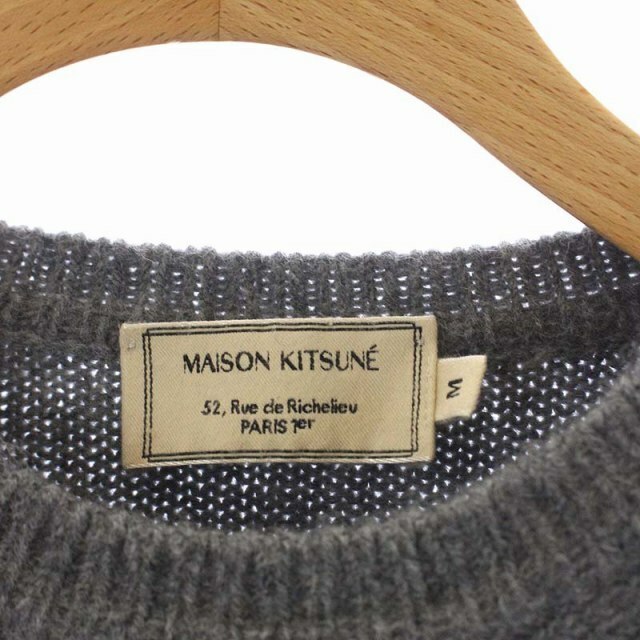 MAISON KITSUNÉ
52, Rue de Richelieu
PARIS 1er
M